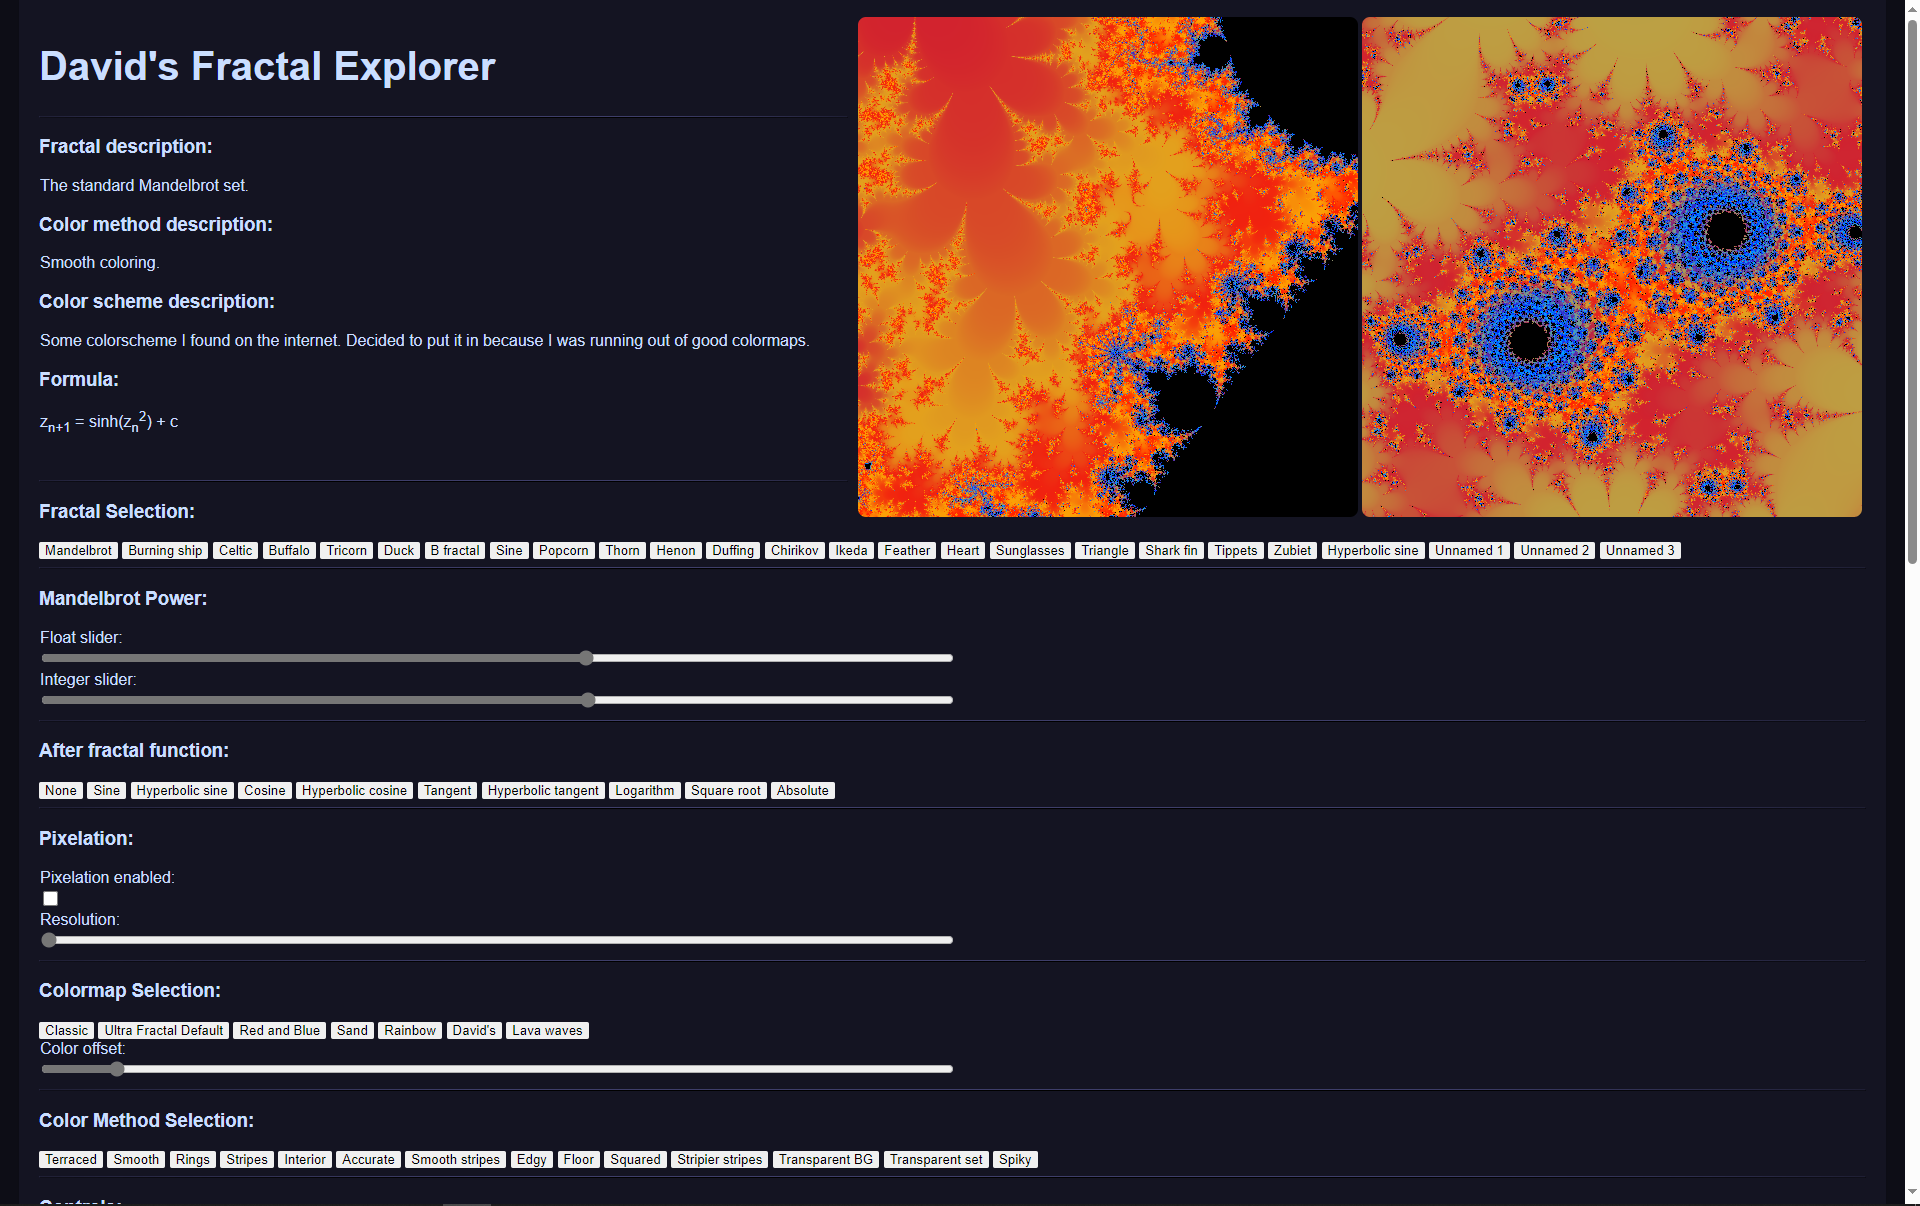 David's Fractal Explorer
Fractal description:
The standard Mandelbrot set.
Color method description:
Smooth coloring.
Color scheme description:
Some colorscheme I found on the internet. Decided to put it in because I was running out of good colormaps.
Formula:
zn+1 = sinh(zn2) + c
Fractal Selection:
Mandelbrot Burning ship Celtic Buffalo Tricorn Duck B fractal Sine Popcorn Thorn Henon Duffing Chirikov Ikeda Feather Heart Sunglasses Triangle Shark fin Tippets Zubiet Hyperbolic sine Unnamed 1 Unnamed 2 Unnamed 3
Mandelbrot Power:
Float slider:
Integer slider:
After fractal function:
None Sine Hyperbolic sine Cosine Hyperbolic cosine Tangent Hyperbolic tangent Logarithm Square root Absolute
Pixelation:
Pixelation enabled:
Resolution:
Colormap Selection:
Classic Ultra Fractal Default Red and Blue Sand Rainbow David's Lava waves
Color offset:
Color Method Selection:
Terraced Smooth Rings Stripes Interior Accurate Smooth stripes Edgy Floor Squared Stripier stripes Transparent BG Transparent set Spiky